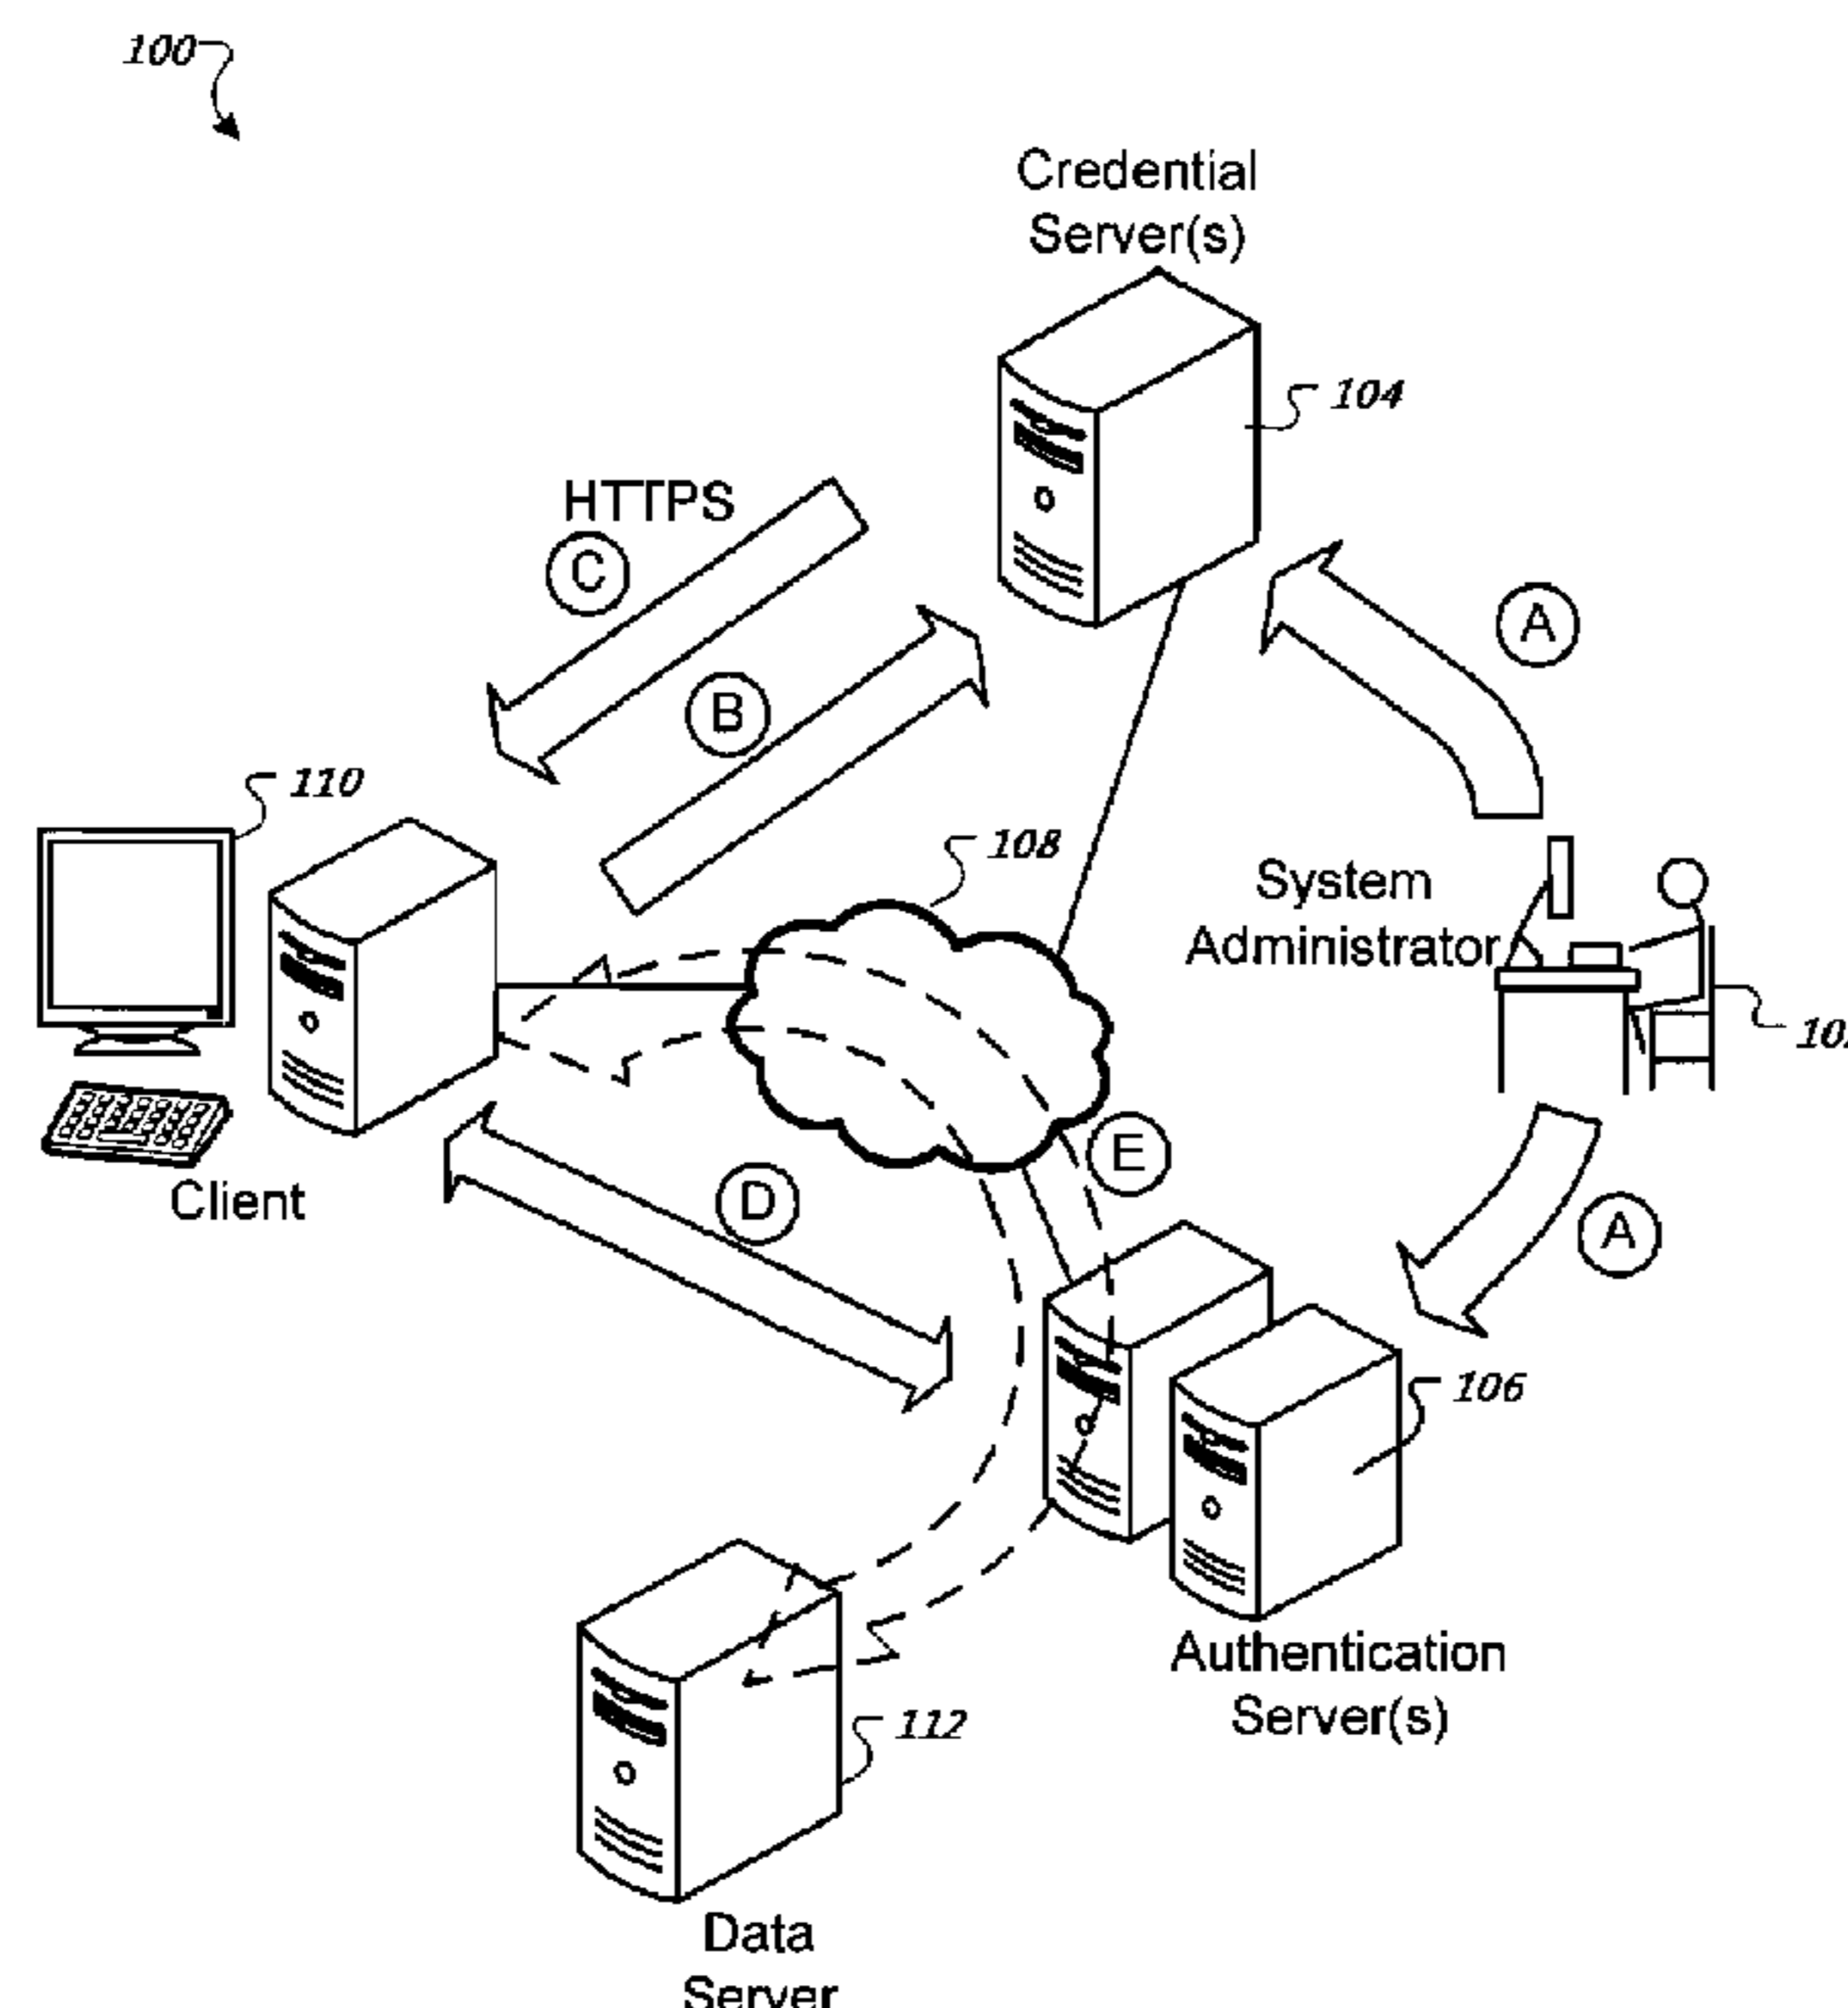 100
Credential
Server(s)
104
HTTPS
C
A
B
110
108
System
Administrator
E
Client
D
A
106
Authentication
Server(s)
112
Data
Server